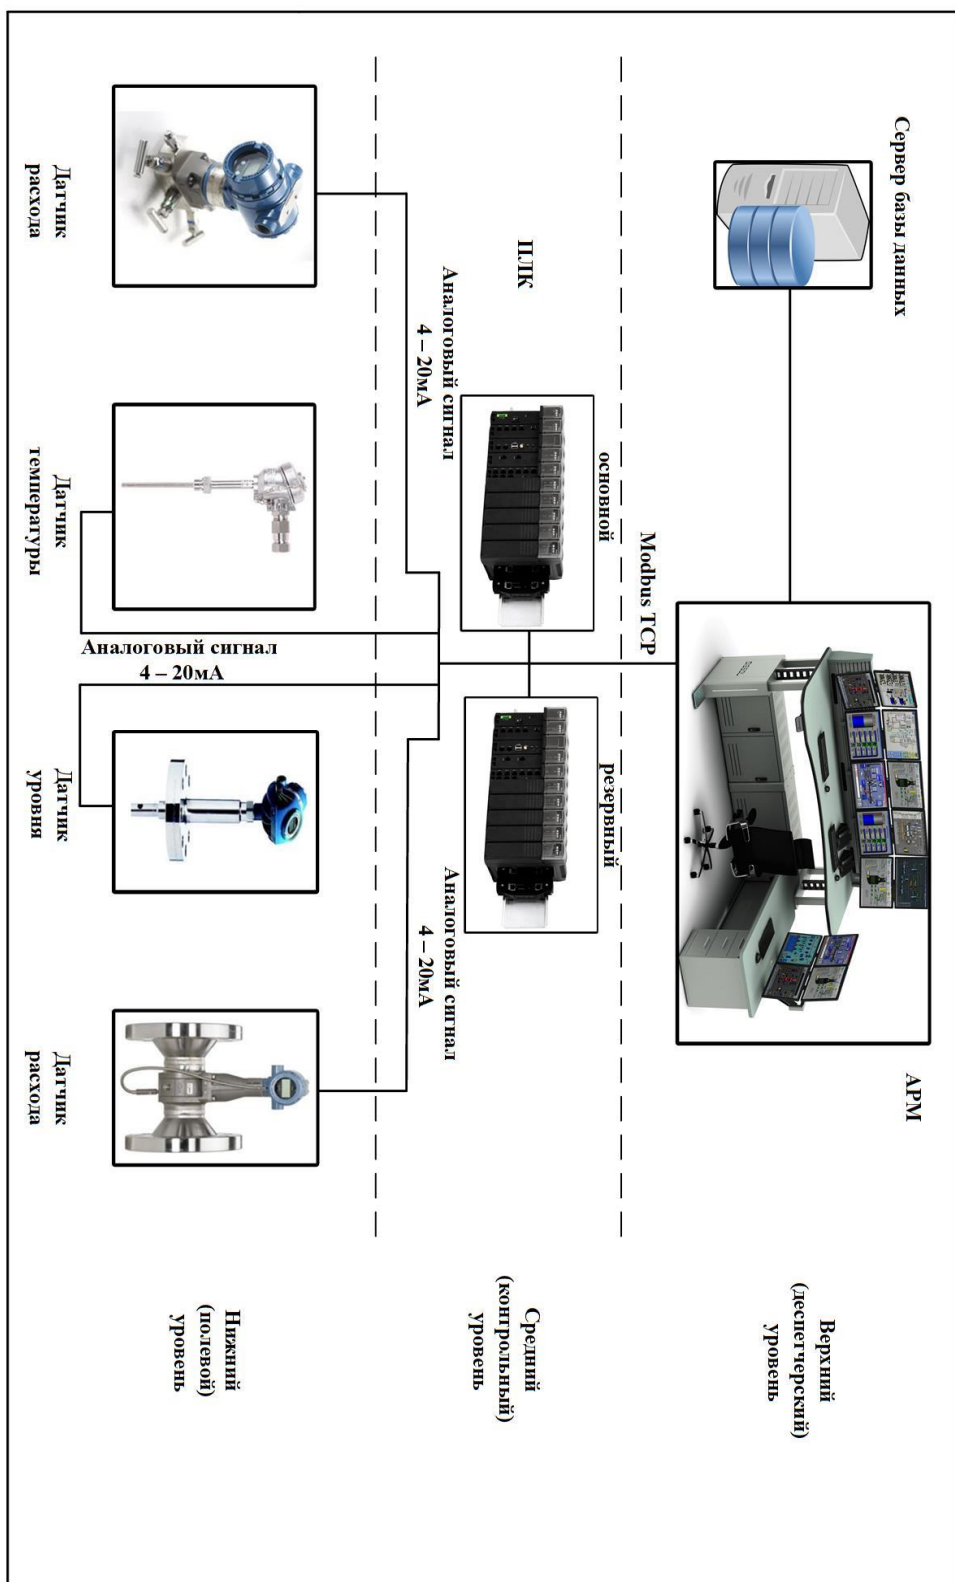 Сервер базы данных
АРМ
Верхний
(деспетчерский)
уровень
Modbus TCP
ПЛК
основной
резервный
Средний
(контрольный)
уровень
Аналоговый сигнал
4 – 20мА
Аналоговый сигнал
4 – 20мА
Аналоговый сигнал
4 – 20мА
Нижний
(полевой)
уровень
Датчик
расхода
Датчик
температуры
Датчик
уровня
Датчик
расхода